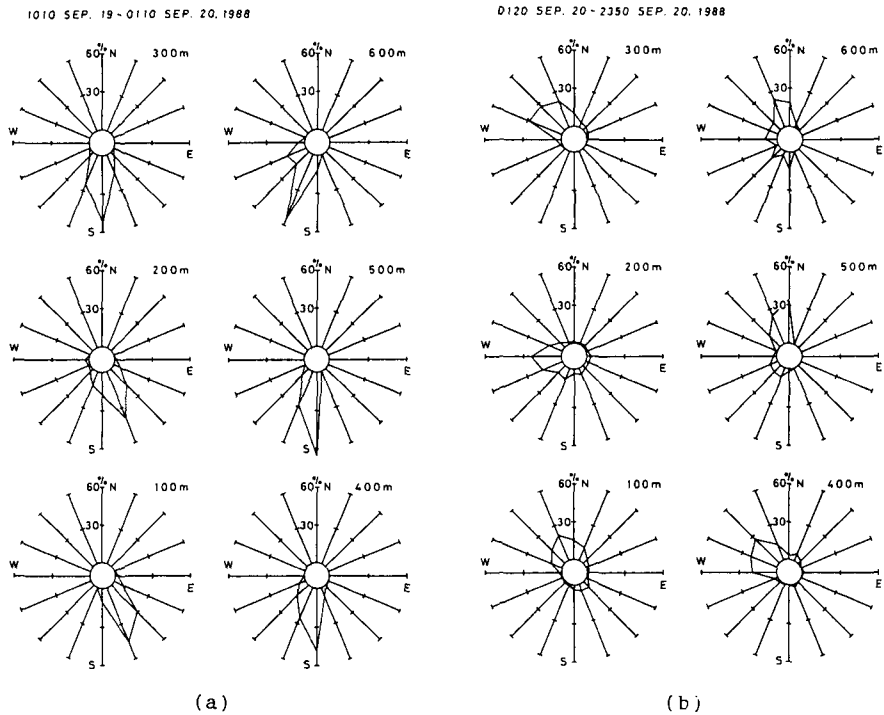 1010 SEP. 19-0110 SEP. 20, 1988
% 60 N 30 300m W E S
% 60 N 30 600m W E S
% 60 N 30 200m W E S
% 60 N 30 500m W E S
% 60 N 30 100m W E S
% 60 N 30 400m W E S
(a)
D120 SEP. 20-2350 SEP. 20, 1988
% 60 N 30 300m W E S
% 60 N 30 600m W E S
% 60 N 30 200m W E S
% 60 N 30 500m W E S
% 60 N 30 100m W E S
% 60 N 30 400m W E S
(b)